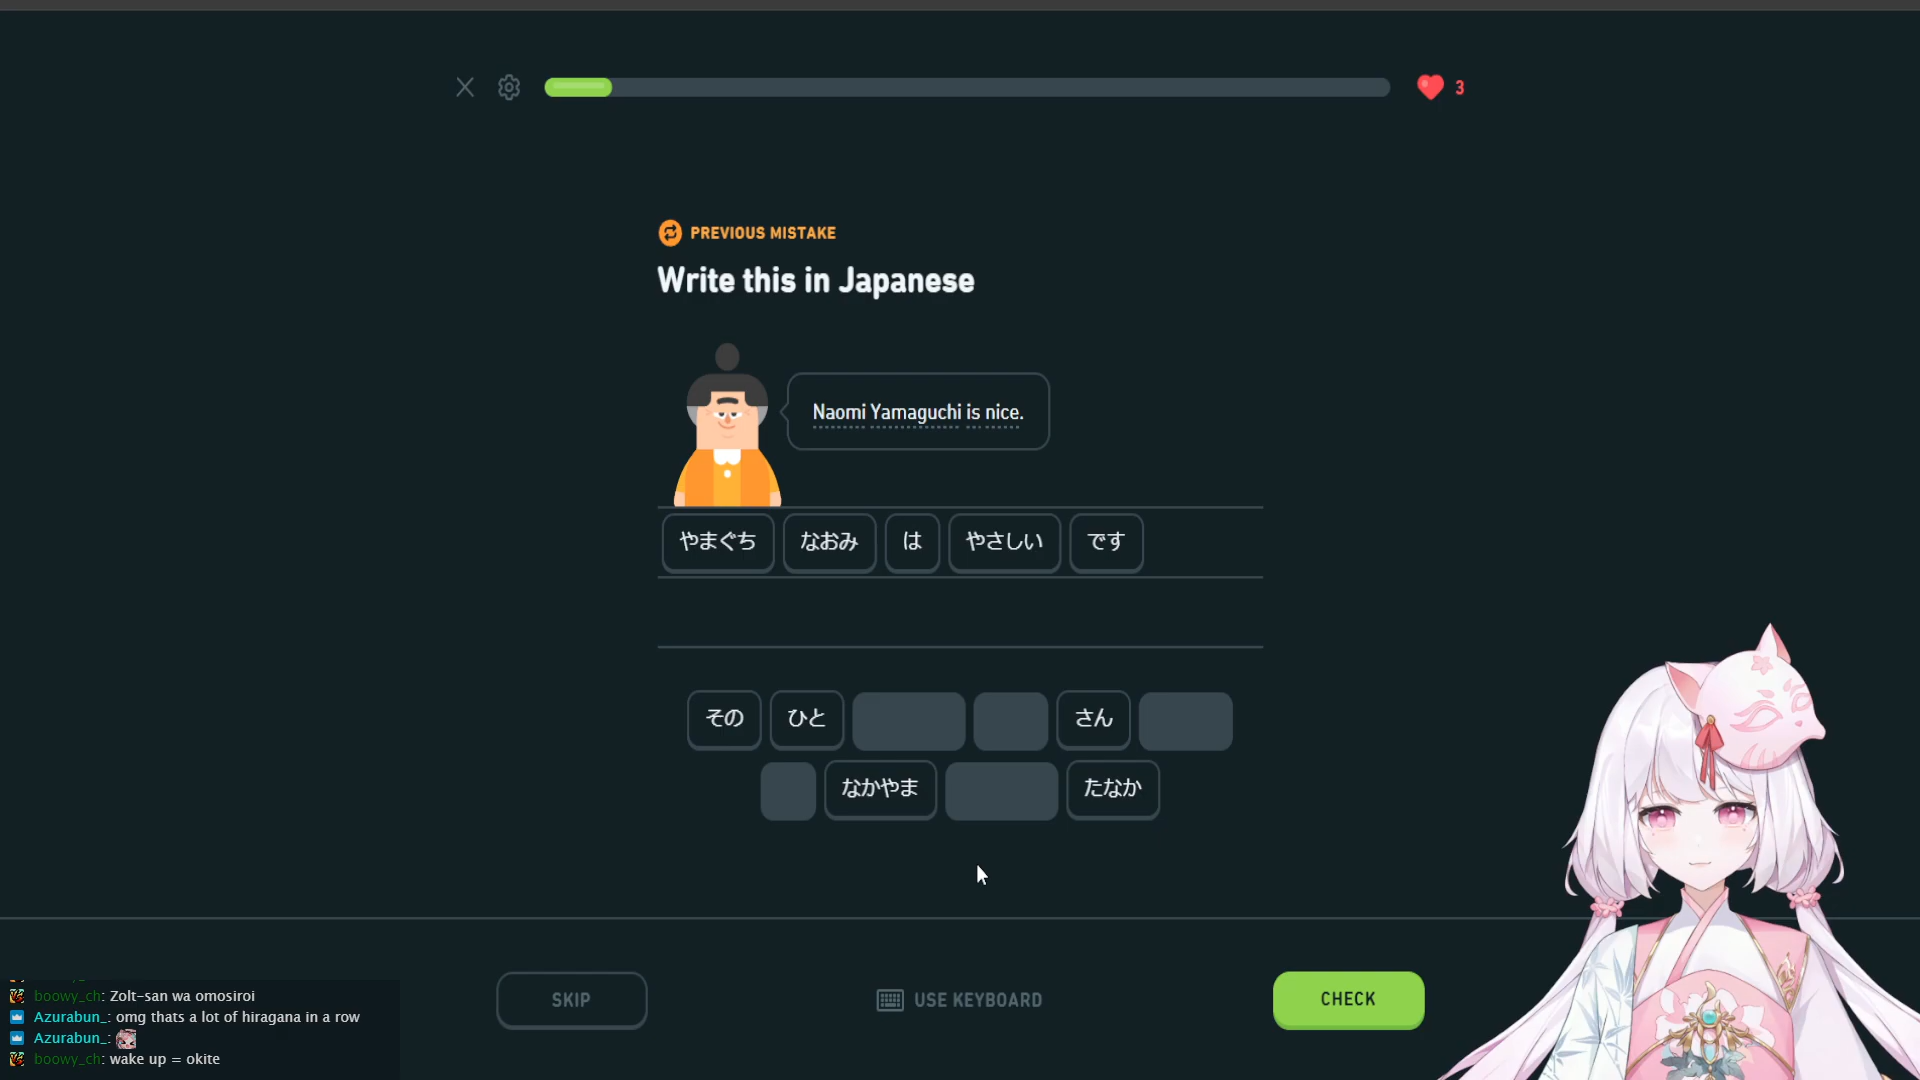 3
PREVIOUS MISTAKE
Write this in Japanese
Naomi Yamaguchi is nice.
やまぐち なおみ は やさしい です
その ひと さん
なかやま たなか
SKIP
USE KEYBOARD
CHECK
boowy_ch: Zolt-san wa omosiroi
Azurabun_: omg thats a lot of hiragana in a row
Azurabun_:
boowy_ch: wake up = okite